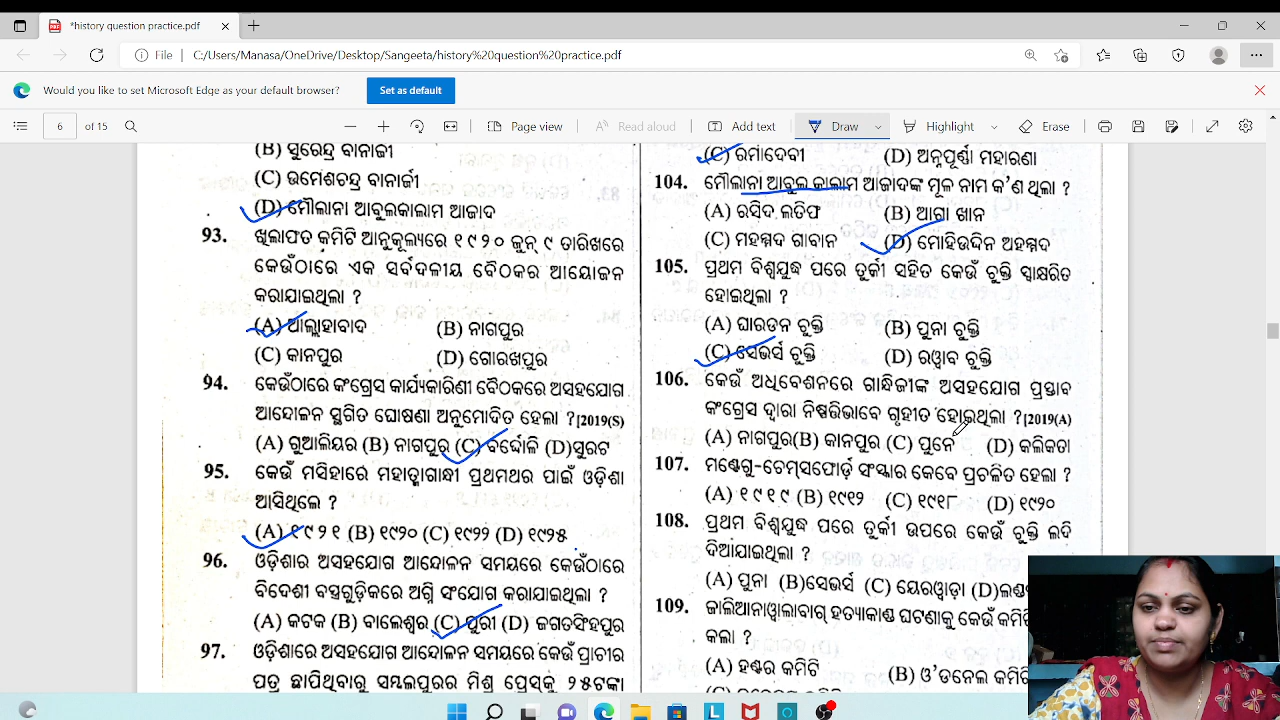 *history question practice.pdf
File
C:/Users/Manasa/OneDrive/Desktop/Sangeeta/history%20question%20practice.pdf
Would you like to set Microsoft Edge as your default browser?
Set as default
6 of 15
Page view
Read aloud
Add text
Draw
Highlight
Erase
(B) ସୁରେନ୍ଦ୍ର ବାନାର୍ଜୀ
(C) ଉମେଶଚନ୍ଦ୍ର ବାନାର୍ଜୀ
(D) ମୌଲାନା ଆବୁଲକାଲାମ ଆଜାଦ
93. ଖିଲାଫତ କମିଟି ଆନୁକୂଲ୍ୟରେ ୧୯୨୦ ଜୁନ୍ ୯ ତାରିଖରେ
କେଉଁଠାରେ ଏକ ସର୍ବଦଳୀୟ ବୈଠକର ଆୟୋଜନ
କରାଯାଇଥିଲା ?
(A) ଆଲ୍ଲାହାବାଦ (B) ନାଗପୁର
(C) କାନପୁର (D) ଗୋରଖପୁର
94. କେଉଁଠାରେ କଂଗ୍ରେସ କାର୍ଯ୍ୟକାରିଣୀ ବୈଠକରେ ଅସହଯୋଗ
ଆନ୍ଦୋଳନ ସ୍ଥଗିତ ଘୋଷଣା ଅନୁମୋଦିତ ହେଲା ?[2019(S)
(A) ଗୁଆଲିୟର (B) ନାଗପୁର (C) ବର୍ଦ୍ଦୋଳି (D)ସୁରଟ
95. କେଉଁ ମସିହାରେ ମହାତ୍ମାଗାନ୍ଧୀ ପ୍ରଥମଥର ପାଇଁ ଓଡ଼ିଶା
ଆସିଥିଲେ ?
(A) ୧୯୨୧ (B) ୧୯୨୦ (C) ୧୯୨୨ (D) ୧୯୨୫
96. ଓଡ଼ିଶାର ଅସହଯୋଗ ଆନ୍ଦୋଳନ ସମୟରେ କେଉଁଠାରେ
ବିଦେଶୀ ବସ୍ତ୍ରଗୁଡ଼ିକରେ ଅଗ୍ନି ସଂଯୋଗ କରାଯାଇଥିଲା ?
(A) କଟକ (B) ବାଲେଶ୍ୱର (C) ପୁରୀ (D) ଜଗତସିଂହପୁର
97. ଓଡ଼ିଶାରେ ଅସହଯୋଗ ଆନ୍ଦୋଳନ ସମୟରେ କେଉଁ ପ୍ରାଚୀର
ପତ୍ର ଛାପିଥିବାରୁ ସମ୍ବଲପୁରର ମିଶ୍ର ପ୍ରେସ୍‌କୁ ୨୫ଟଙ୍କା
(C) ରମାଦେବୀ (D) ଅନ୍ନପୂର୍ଣ୍ଣା ମହାରଣା
104. ମୌଲାନା ଆବୁଲ କାଲାମ ଆଜାଦଙ୍କ ମୂଳ ନାମ କ'ଣ ଥିଲା ?
(A) ରସିଦ୍ ଲତିଫ (B) ଆଗା ଖାନ
(C) ମହମ୍ମଦ ଗାବାନ (D) ମୋହିଉଦ୍ଦିନ ଅହମ୍ମଦ
105. ପ୍ରଥମ ବିଶ୍ୱଯୁଦ୍ଧ ପରେ ତୁର୍କୀ ସହିତ କେଉଁ ଚୁକ୍ତି ସ୍ୱାକ୍ଷରିତ
ହୋଇଥିଲା ?
(A) ଘାରଡନ ଚୁକ୍ତି (B) ପୁନା ଚୁକ୍ତି
(C) ସେଭର୍ସ ଚୁକ୍ତି (D) ରୱାବ ଚୁକ୍ତି
106. କେଉଁ ଅଧିବେଶନରେ ଗାନ୍ଧିଜୀଙ୍କ ଅସହଯୋଗ ପ୍ରସ୍ତାବ
କଂଗ୍ରେସ ଦ୍ୱାରା ନିଷ୍ପତ୍ତିଭାବେ ଗୃହୀତ ହୋଇଥିଲା ?[2019(A)
(A) ନାଗପୁର(B) କାନପୁର (C) ପୁନେ (D) କଲିକତା
107. ମଣ୍ଟେଗୁ-ଚେମ୍‌ସଫୋର୍ଡ଼ ସଂସ୍କାର କେବେ ପ୍ରଚଳିତ ହେଲା ?
(A) ୧୯୧୯ (B) ୧୯୧୨ (C) ୧୯୧୮ (D) ୧୯୨୦
108. ପ୍ରଥମ ବିଶ୍ୱଯୁଦ୍ଧ ପରେ ତୁର୍କୀ ଉପରେ କେଉଁ ଚୁକ୍ତି ଲଦି
ଦିଆଯାଇଥିଲା ?
(A) ପୁନା (B)ସେଭର୍ସ (C) ୟେରୱାଡ଼ା (D)ଲଣ୍ଡ
109. ଜାଲିଆନାୱାଲାବାଗ୍ ହତ୍ୟାକାଣ୍ଡ ଘଟଣାକୁ କେଉଁ କମି
କଲା ?
(A) ହଣ୍ଟର କମିଟି (B) ଓ'ଡନେଲ କମି